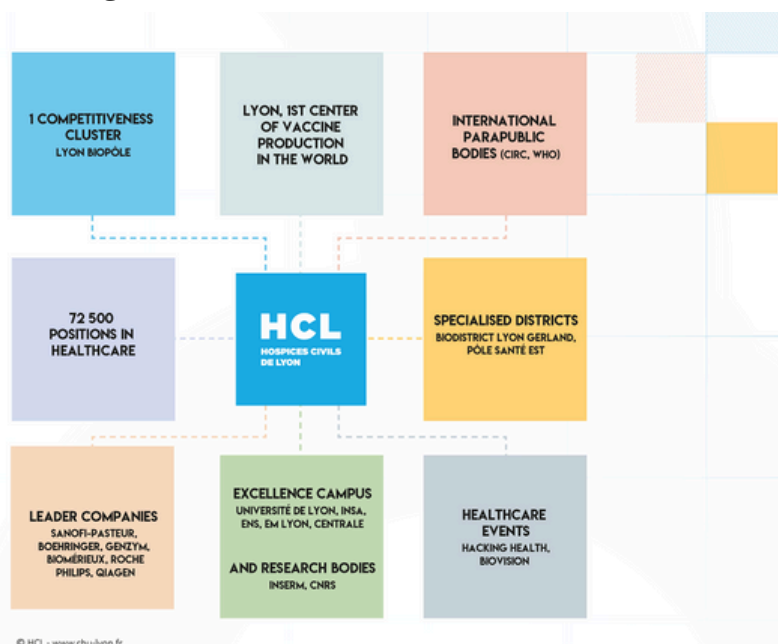 1 COMPETITIVENESS
CLUSTER
LYON BIOPÔLE
LYON, 1ST CENTER
OF VACCINE
PRODUCTION
IN THE WORLD
INTERNATIONAL
PARAPUBLIC
BODIES (CIRC, WHO)
72 500
POSITIONS IN
HEALTHCARE
HCL
HOSPICES CIVILS
DE LYON
SPECIALISED DISTRICTS
BIODISTRICT LYON GERLAND,
PÔLE SANTÉ EST
LEADER COMPANIES
SANOFI-PASTEUR,
BOEHRINGER, GENZYM,
BIOMÉRIEUX, ROCHE
PHILIPS, QIAGEN
EXCELLENCE CAMPUS
UNIVERSITÉ DE LYON, INSA,
ENS, EM LYON, CENTRALE
AND RESEARCH BODIES
INSERM, CNRS
HEALTHCARE
EVENTS
HACKING HEALTH,
BIOVISION
© HCL - www.chu-lyon.fr